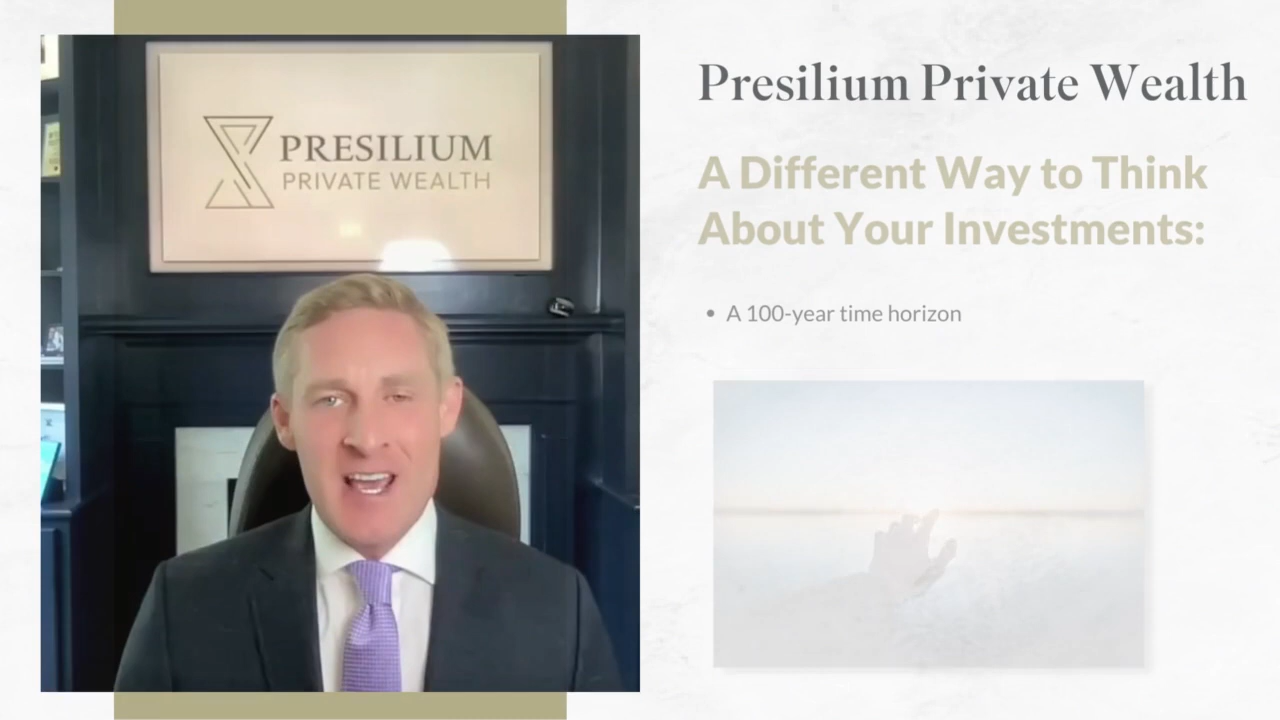 PRESILIUM
PRIVATE WEALTH
Presilium Private Wealth
A Different Way to Think
About Your Investments:
• A 100-year time horizon